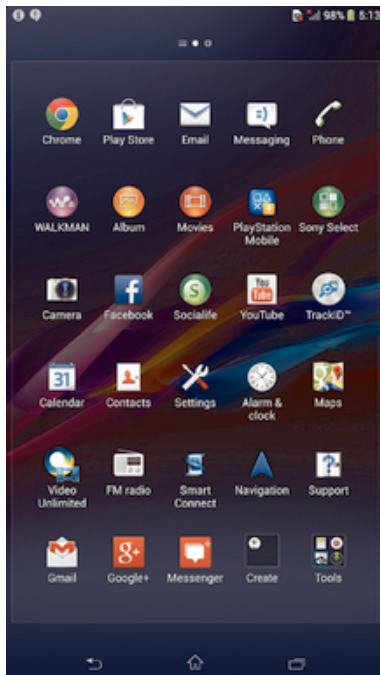 98% 5:13
Chrome Play Store Email Messaging Phone
WALKMAN Album Movies PlayStation Mobile Sony Select
Camera Facebook Socialife YouTube TrackID™
31
Calendar Contacts Settings Alarm & clock Maps
Video Unlimited FM radio Smart Connect Navigation Support
Gmail Google+ Messenger Create Tools